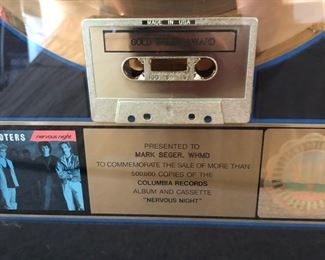 MADE IN USA
GOLD SALES AWARD
OTERS nervous night
PRESENTED TO
MARK SEGER, WHMD
TO COMMEMORATE THE SALE OF MORE THAN
500,000 COPIES OF THE
COLUMBIA RECORDS
ALBUM AND CASSETTE
"NERVOUS NIGHT"